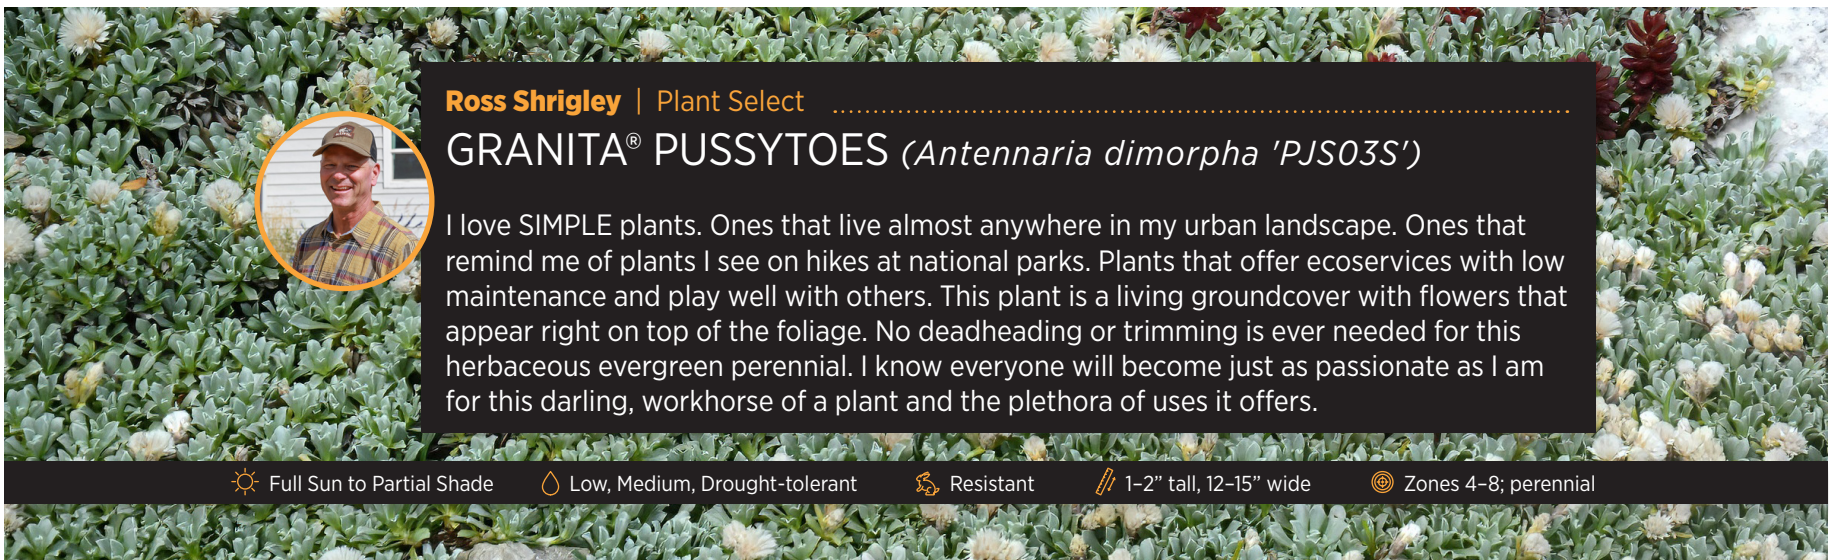 Ross Shrigley | Plant Select
GRANITA® PUSSYTOES (Antennaria dimorpha 'PJS03S')
I love SIMPLE plants. Ones that live almost anywhere in my urban landscape. Ones that
remind me of plants I see on hikes at national parks. Plants that offer ecoservices with low
maintenance and play well with others. This plant is a living groundcover with flowers that
appear right on top of the foliage. No deadheading or trimming is ever needed for this
herbaceous evergreen perennial. I know everyone will become just as passionate as I am
for this darling, workhorse of a plant and the plethora of uses it offers.
Full Sun to Partial Shade
Low, Medium, Drought-tolerant
Resistant
1–2” tall, 12–15” wide
Zones 4–8; perennial